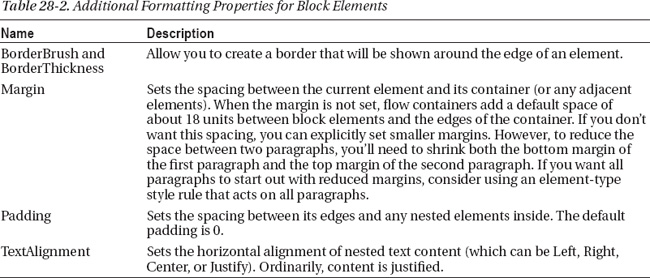 Table 28-2. Additional Formatting Properties for Block Elements
Name Description
BorderBrush and Allow you to create a border that will be shown around the edge of an element.
BorderThickness
Margin Sets the spacing between the current element and its container (or any adjacent
elements). When the margin is not set, flow containers add a default space of
about 18 units between block elements and the edges of the container. If you don't
want this spacing, you can explicitly set smaller margins. However, to reduce the
space between two paragraphs, you'll need to shrink both the bottom margin of
the first paragraph and the top margin of the second paragraph. If you want all
paragraphs to start out with reduced margins, consider using an element-type
style rule that acts on all paragraphs.
Padding Sets the spacing between its edges and any nested elements inside. The default
padding is 0.
TextAlignment Sets the horizontal alignment of nested text content (which can be Left, Right,
Center, or Justify). Ordinarily, content is justified.